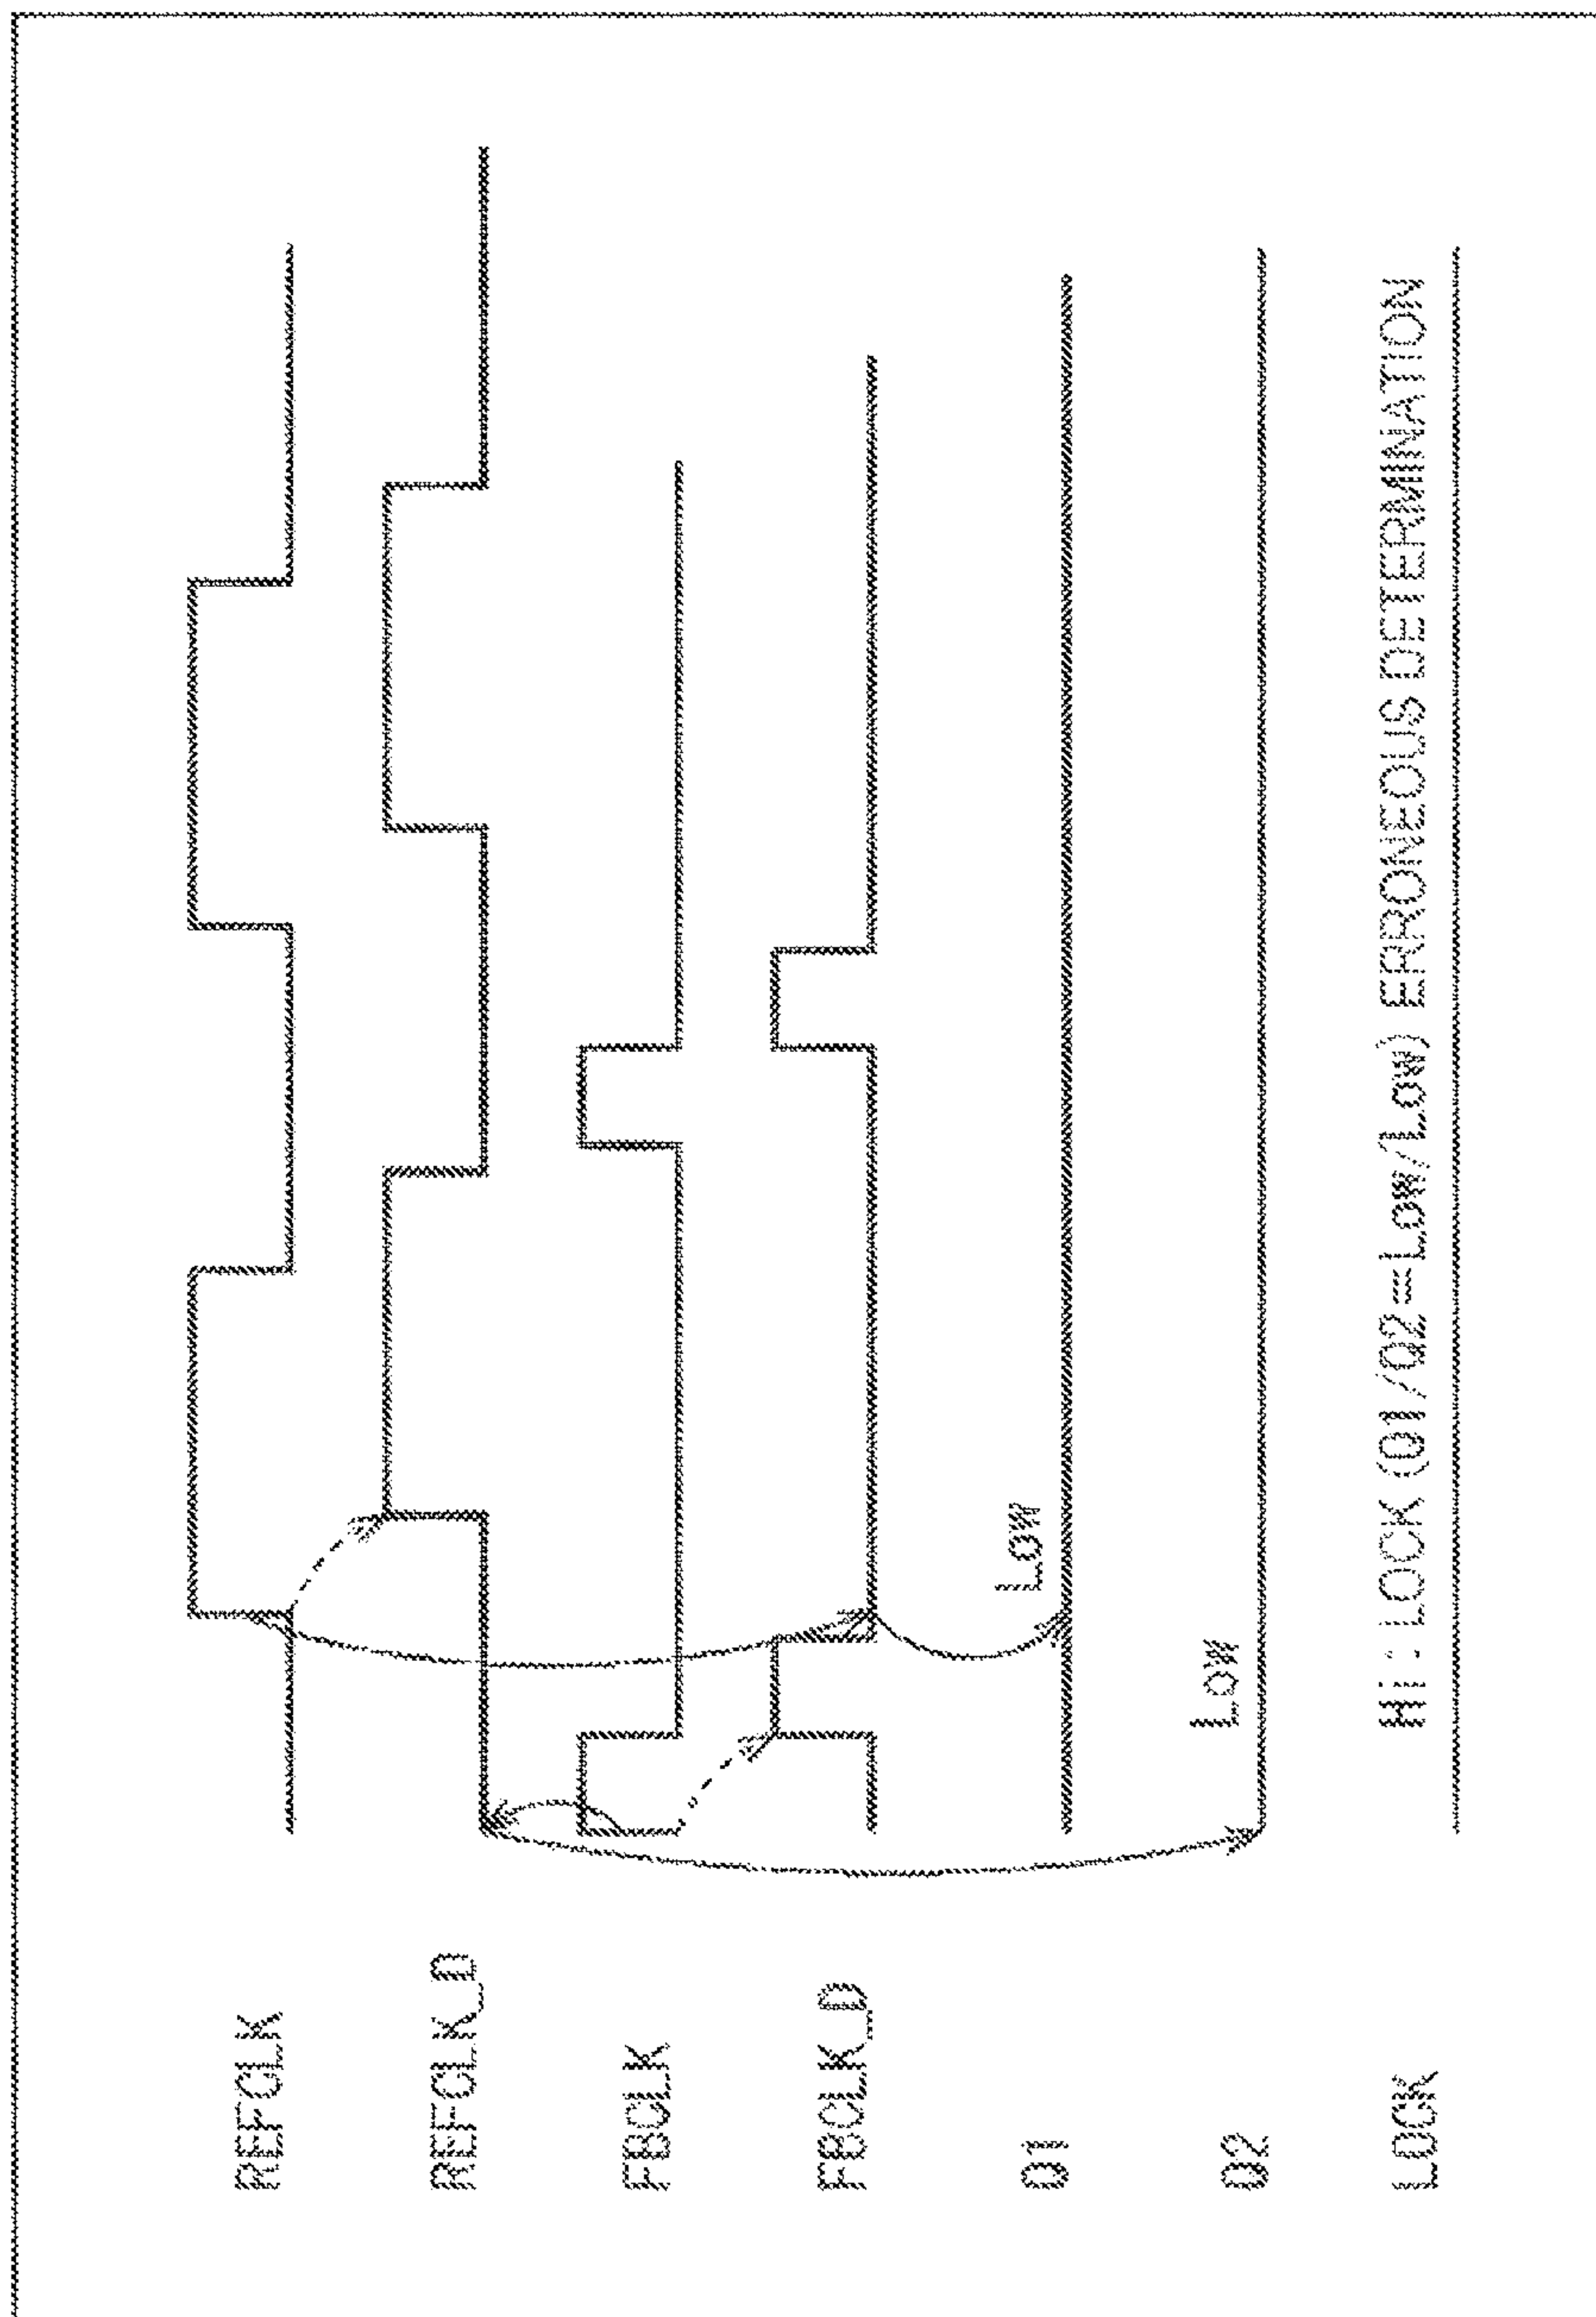 REFCLK
REFCLK_D
FBCLK
FBCLK_D
Q1
Low
Q2
Low
LOCK
Hi : LOCK (Q1/Q2=Low/Low) ERRONEOUS DETERMINATION